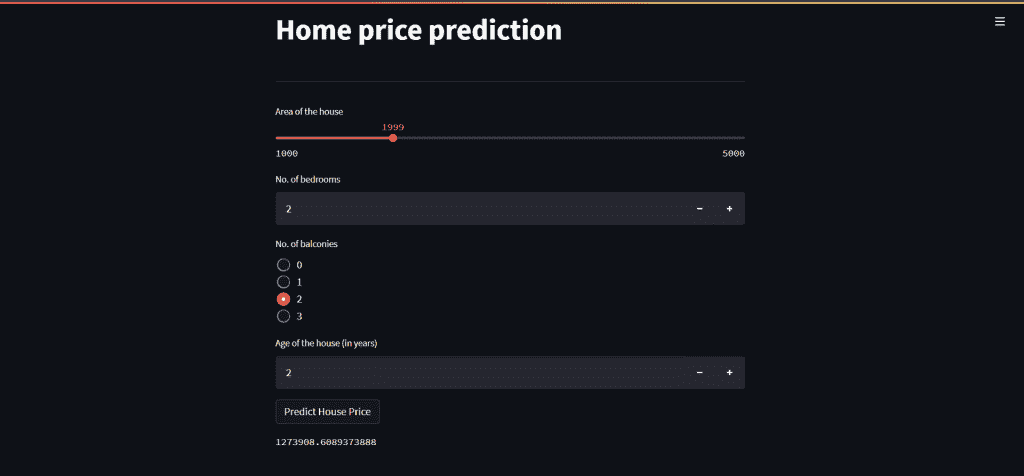 Home price prediction
Area of the house
1999
1000 5000
No. of bedrooms
2 - +
No. of balconies
0
1
2
3
Age of the house (in years)
2 - +
Predict House Price
1273908.6089373888